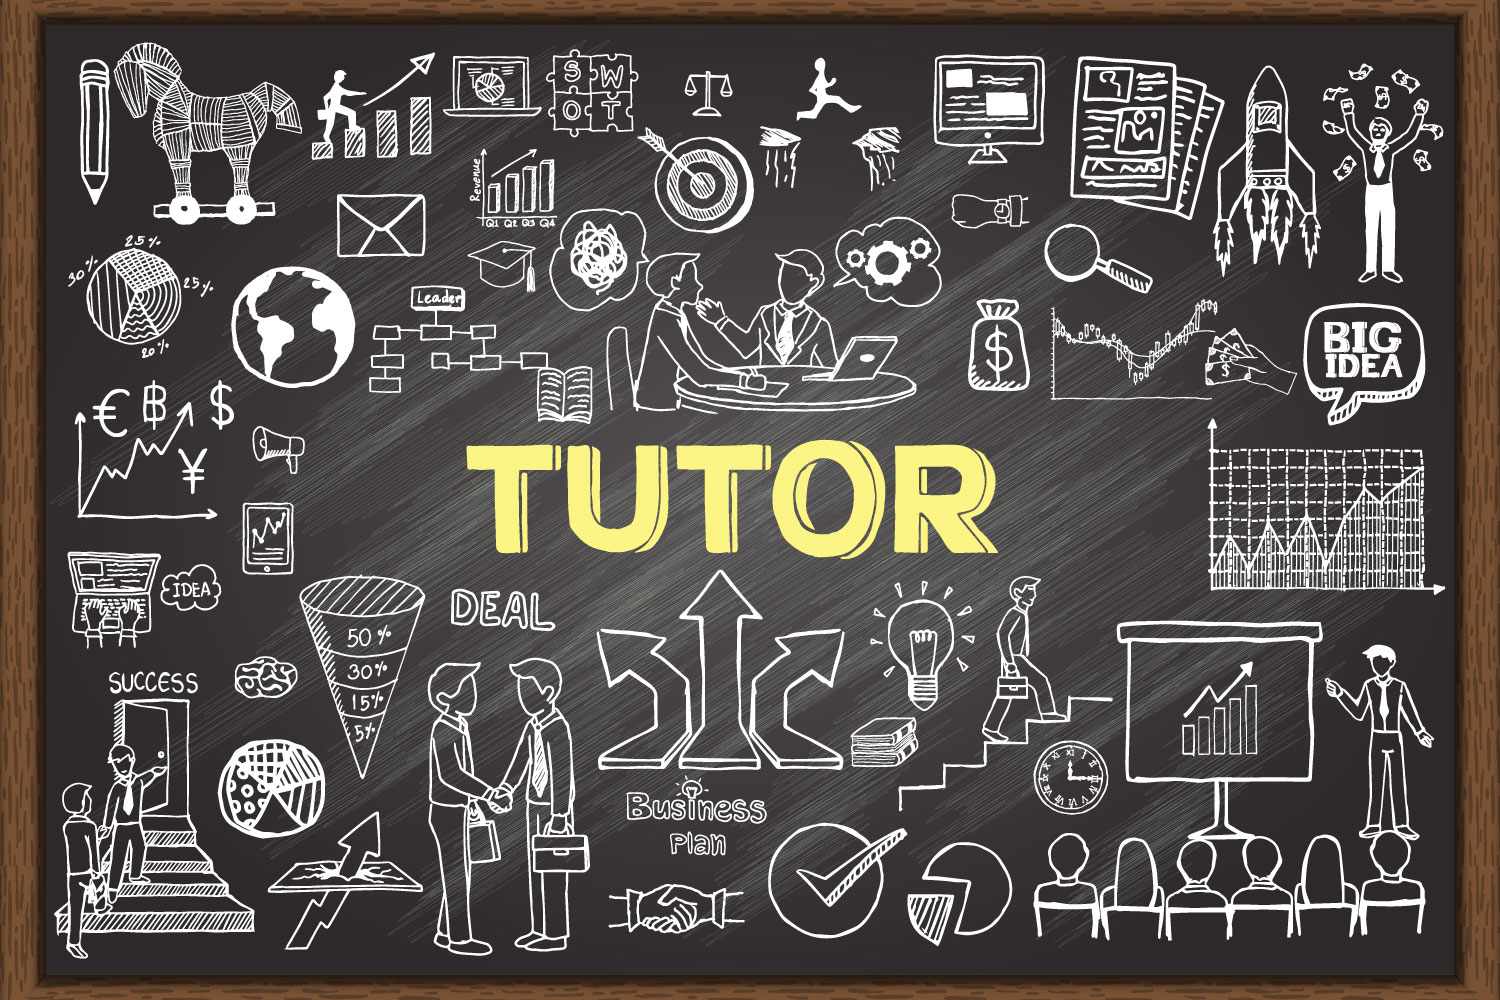 S W
O T
Revenue
Q1 Q2 Q3 Q4
25%
30%
25%
20%
Leader
$
BIG
IDEA
€ ₿ $
¥
TUTOR
IDEA
DEAL
50%
30%
15%
5%
SUCCESS
Business
Plan